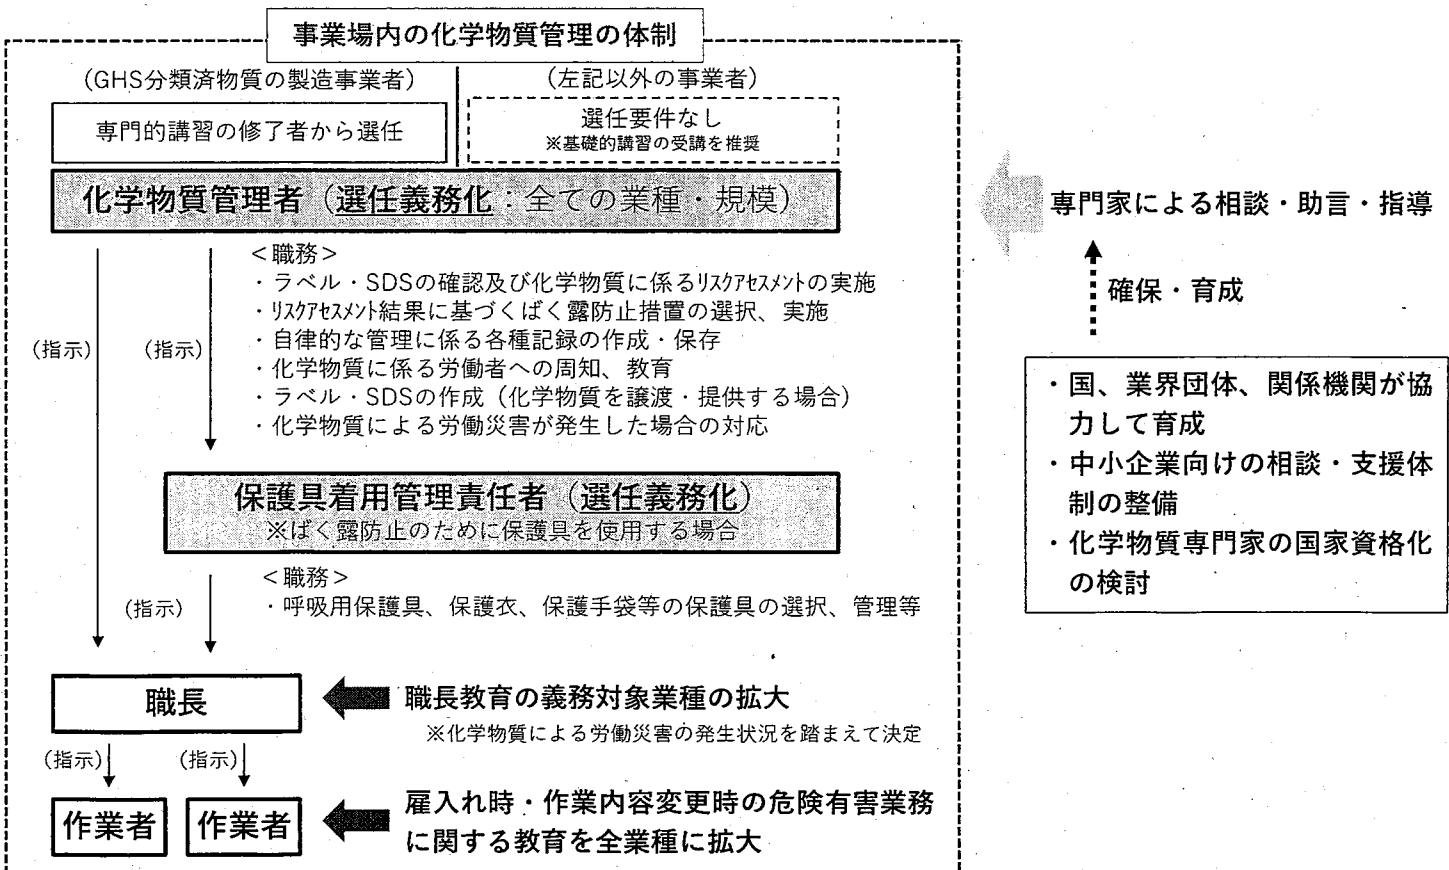 事業場内の化学物質管理の体制
（GHS分類済物質の製造事業者）
（左記以外の事業者）
専門的講習の修了者から選任
選任要件なし
※基礎的講習の受講を推奨
化学物質管理者（選任義務化：全ての業種・規模）
＜職務＞
・ラベル・SDSの確認及び化学物質に係るﾘｽｸｱｾｽﾒﾝﾄの実施
・ﾘｽｸｱｾｽﾒﾝﾄ結果に基づくばく露防止措置の選択、実施
・自律的な管理に係る各種記録の作成・保存
・化学物質に係る労働者への周知、教育
・ラベル・SDSの作成（化学物質を譲渡・提供する場合）
・化学物質による労働災害が発生した場合の対応
(指示)
(指示)
保護具着用管理責任者（選任義務化）
※ばく露防止のために保護具を使用する場合
＜職務＞
・呼吸用保護具、保護衣、保護手袋等の保護具の選択、管理等
(指示)
職長
職長教育の義務対象業種の拡大
※化学物質による労働災害の発生状況を踏まえて決定
(指示)
(指示)
作業者
作業者
雇入れ時・作業内容変更時の危険有害業務
に関する教育を全業種に拡大
専門家による相談・助言・指導
確保・育成
・国、業界団体、関係機関が協
力して育成
・中小企業向けの相談・支援体
制の整備
・化学物質専門家の国家資格化
の検討